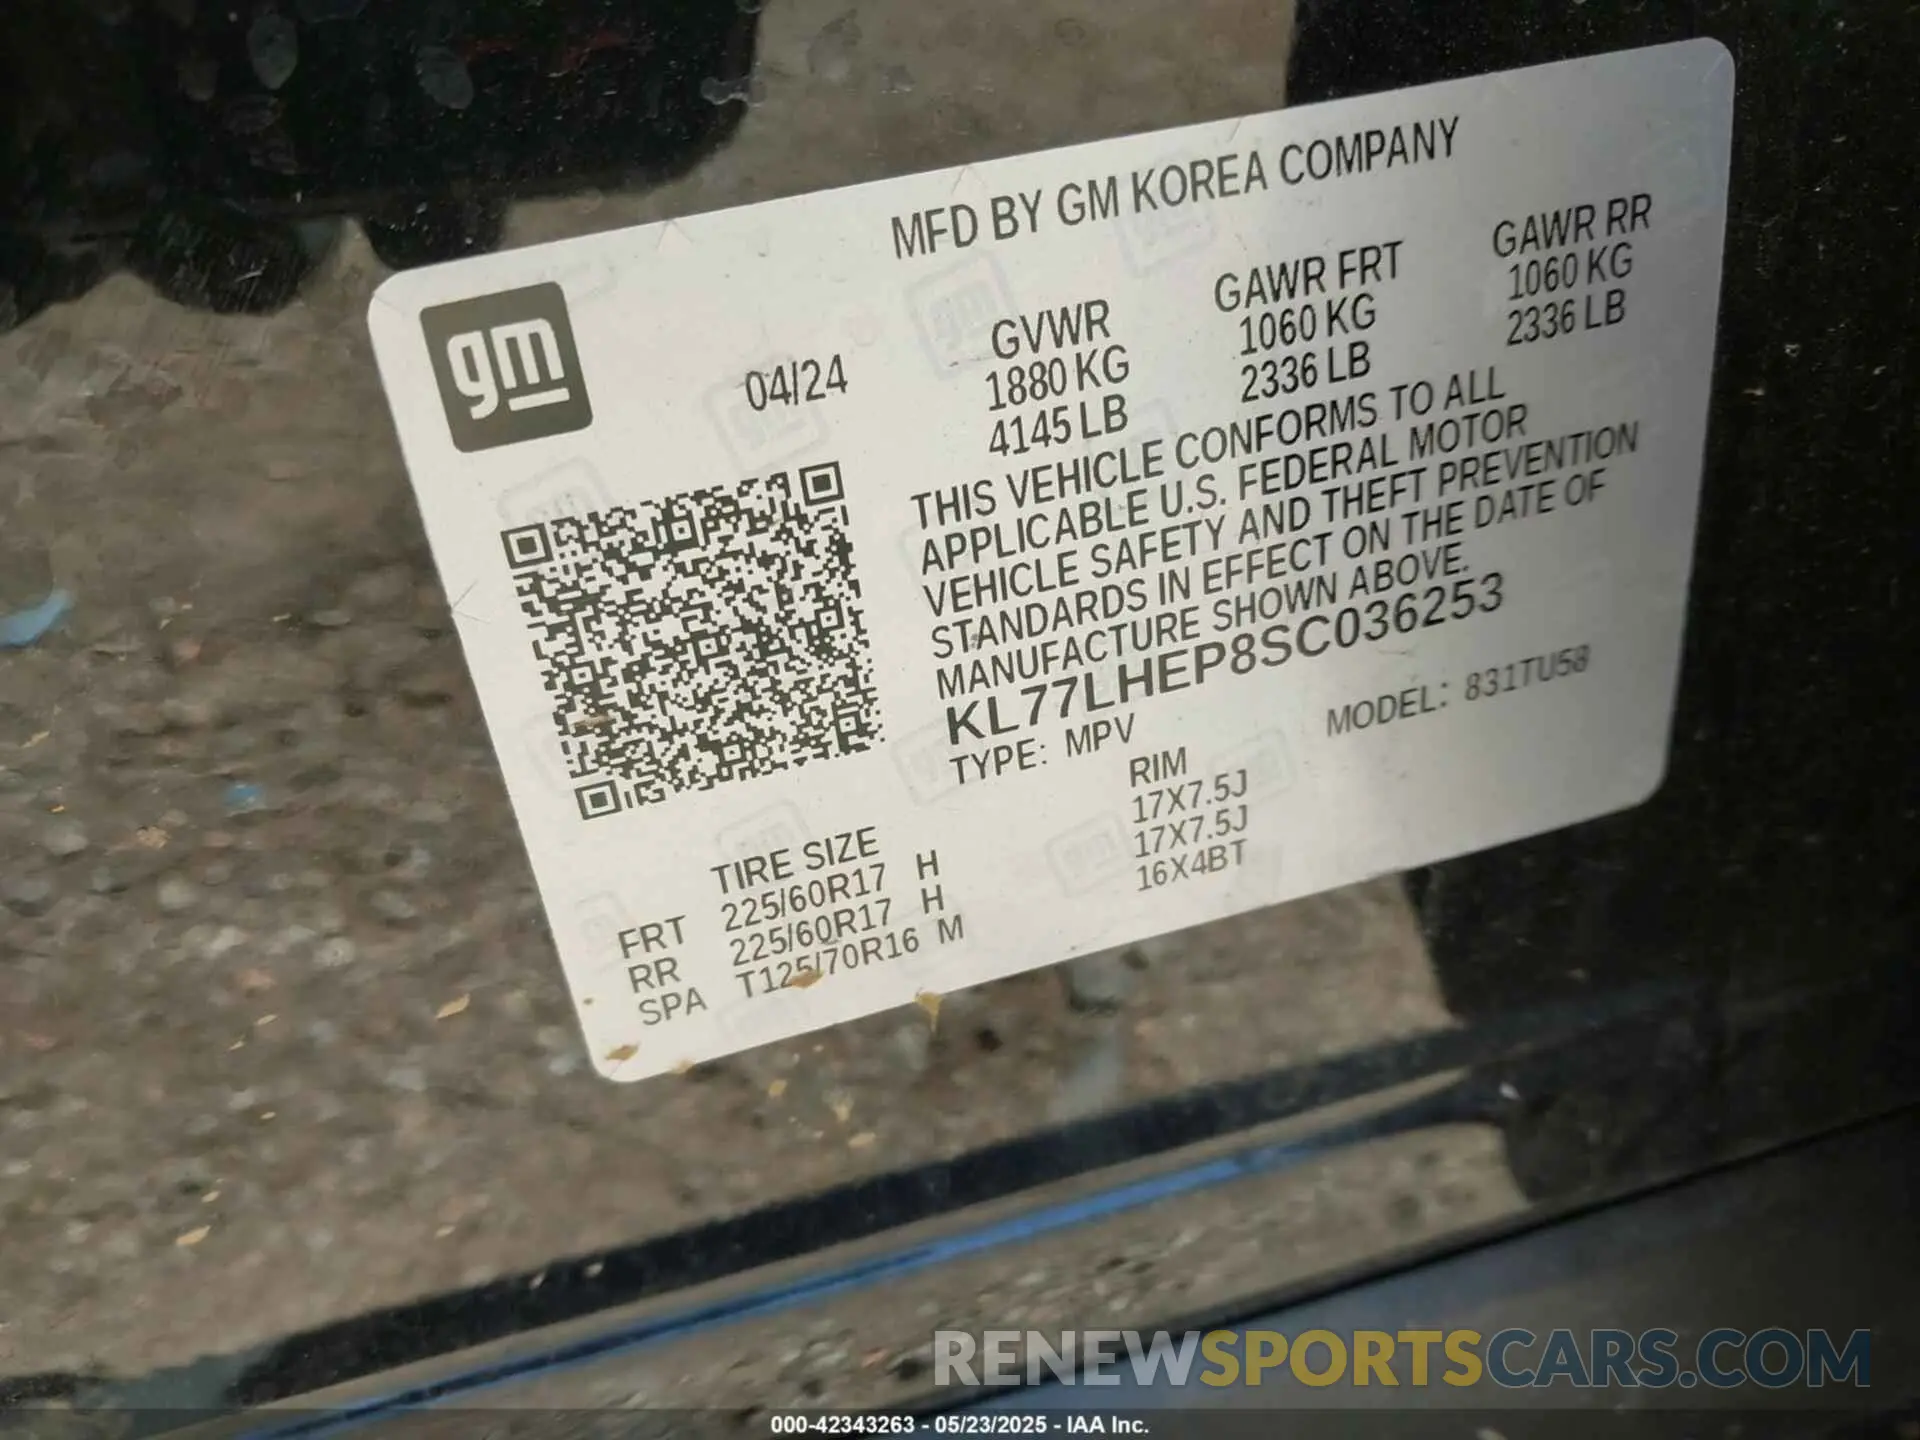 MFD BY GM KOREA COMPANY
gm
04/24
GVWR GAWR FRT GAWR RR
1880 KG 1060 KG 1060 KG
4145 LB 2336 LB 2336 LB
THIS VEHICLE CONFORMS TO ALL
APPLICABLE U.S. FEDERAL MOTOR
VEHICLE SAFETY AND THEFT PREVENTION
STANDARDS IN EFFECT ON THE DATE OF
MANUFACTURE SHOWN ABOVE.
KL77LHEP8SC036253
TYPE: MPV MODEL: 831TU58
TIRE SIZE RIM
FRT 225/60R17 H 17X7.5J
RR 225/60R17 H 17X7.5J
SPA T125/70R16 M 16X4BT
RENEWSPORTSCARS.COM
000-42343263 - 05/23/2025 - IAA Inc.